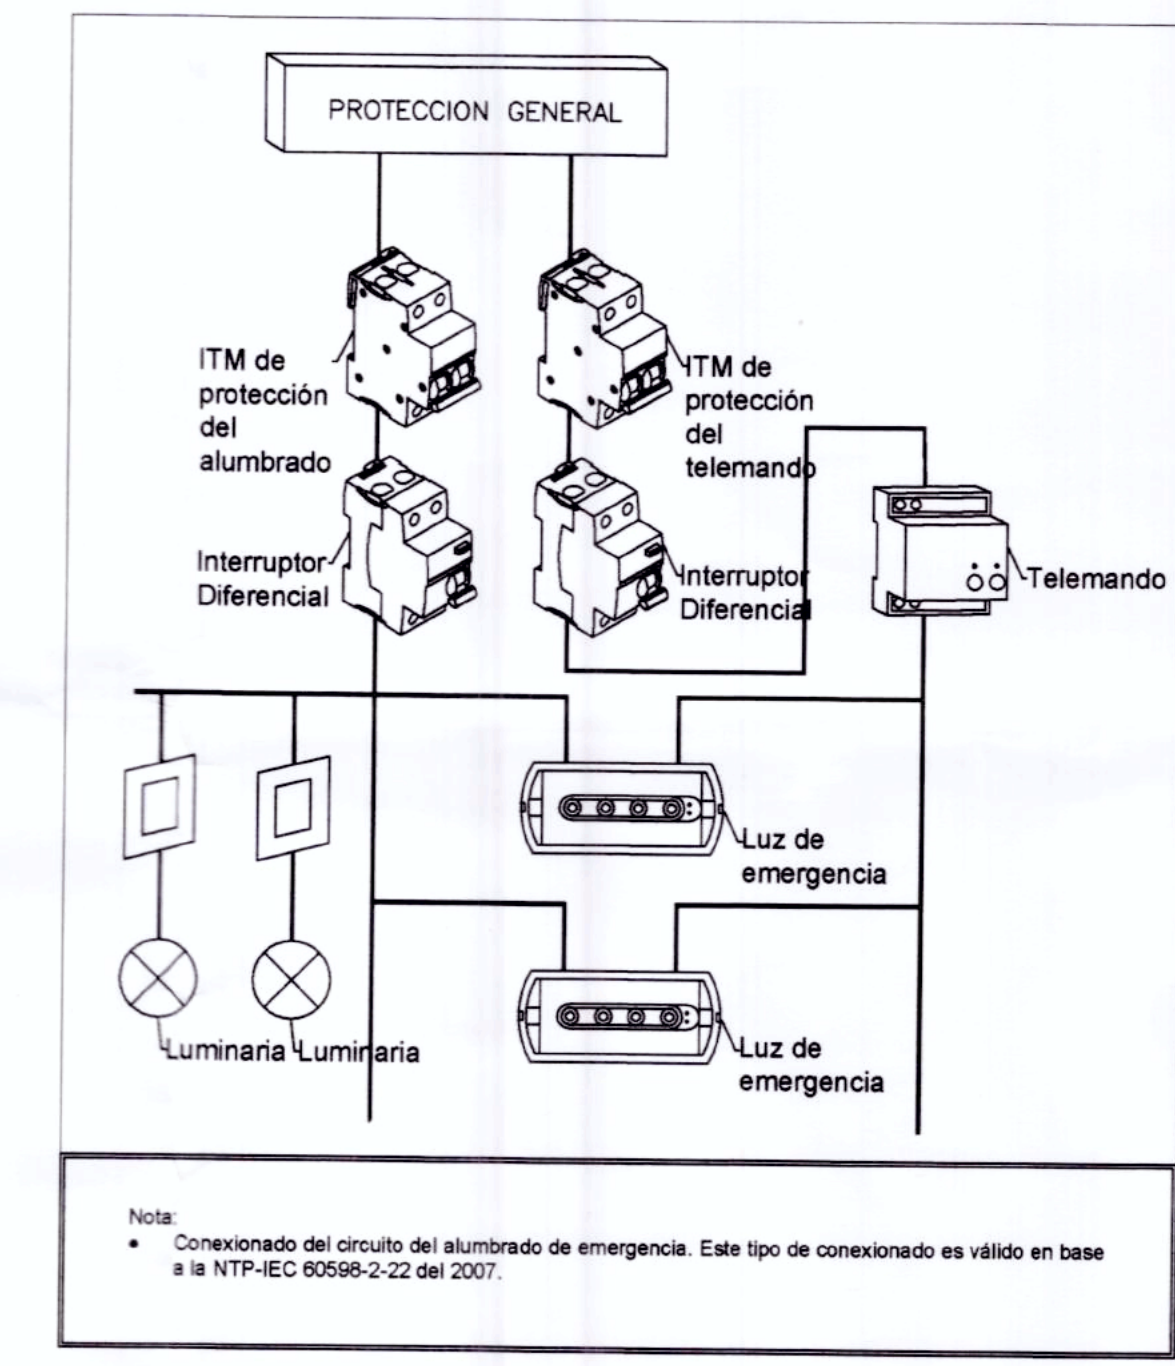 PROTECCION GENERAL
ITM de
protección
del
alumbrado
ITM de
protección
del
telemando
Interruptor
Diferencial
Interruptor
Diferencial
Telemando
Luz de
emergencia
Luminaria
Luminaria
Luz de
emergencia
Nota:
• Conexionado del circuito del alumbrado de emergencia. Este tipo de conexionado es válido en base
a la NTP-IEC 60598-2-22 del 2007.